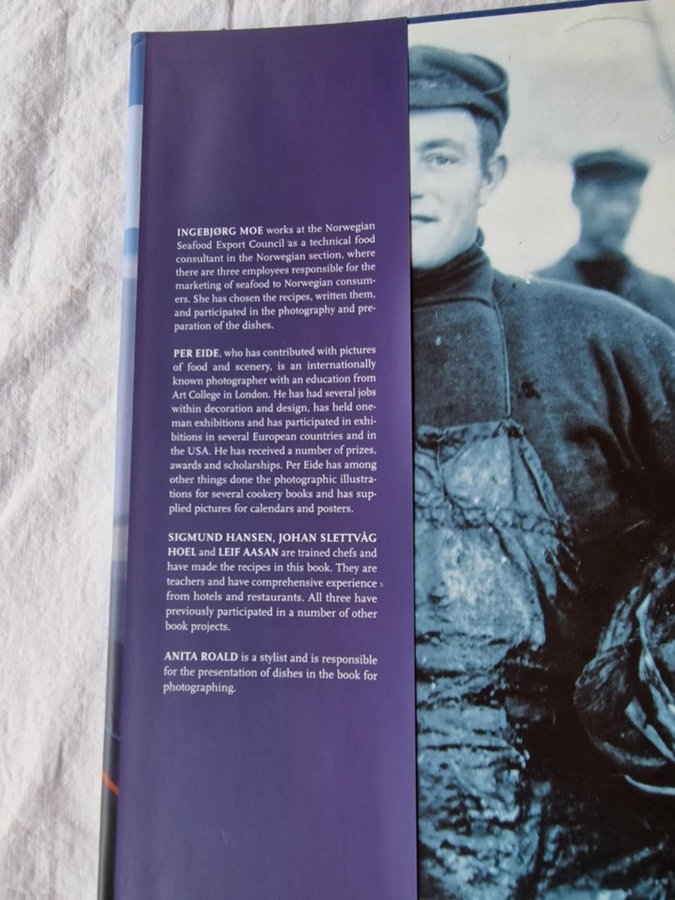 INGEBJØRG MOE works at the Norwegian
Seafood Export Council as a technical food
consultant in the Norwegian section, where
there are three employees responsible for the
marketing of seafood to Norwegian consum-
ers. She has chosen the recipes, written them,
and participated in the photography and pre-
paration of the dishes.
PER EIDE, who has contributed with pictures
of food and scenery, is an internationally
known photographer with an education from
Art College in London. He has had several jobs
within decoration and design, has held one-
man exhibitions and has participated in exhi-
bitions in several European countries and in
the USA. He has received a number of prizes,
awards and scholarships. Per Eide has among
other things done the photographic illustra-
tions for several cookery books and has sup-
plied pictures for calendars and posters.
SIGMUND HANSEN, JOHAN SLETTVÅG
HOEL and LEIF AASAN are trained chefs and
have made the recipes in this book. They are
teachers and have comprehensive experience
from hotels and restaurants. All three have
previously participated in a number of other
book projects.
ANITA ROALD is a stylist and is responsible
for the presentation of dishes in the book for
photographing.